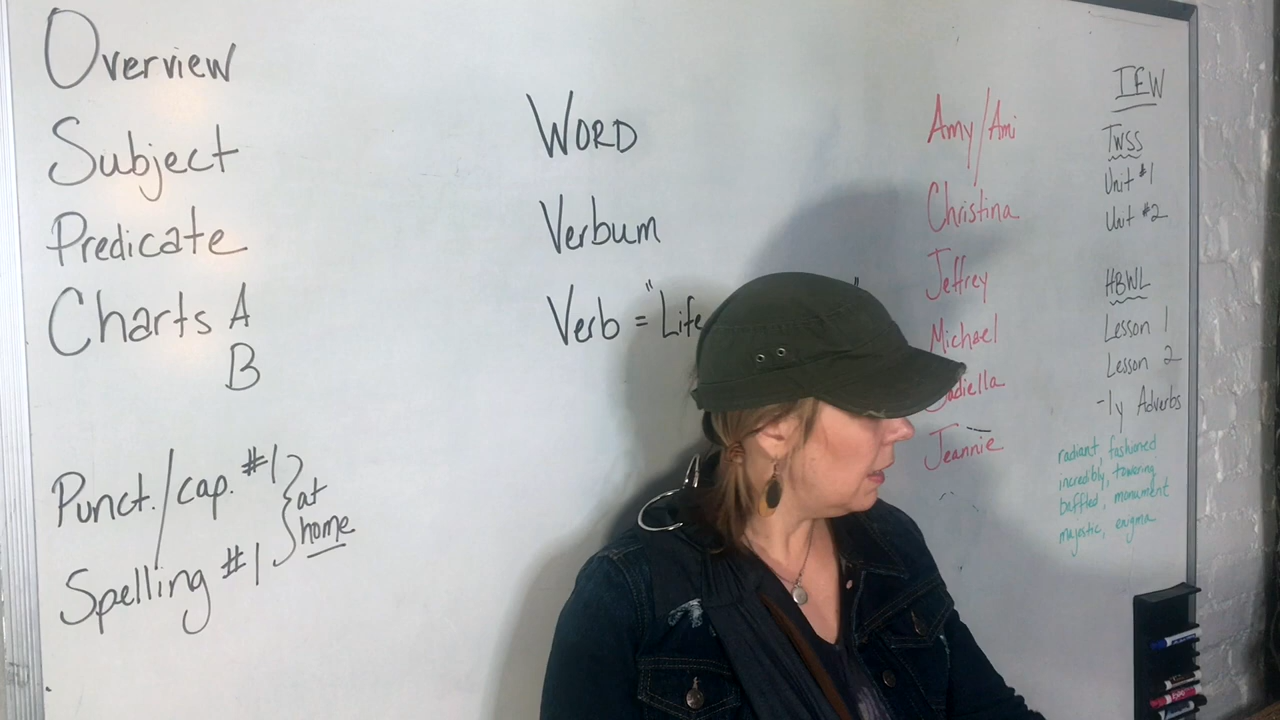 Overview
Subject
Predicate
Charts A
B
Punct./cap. #1
Spelling #1
} at
home
WORD
Verbum
Verb = "Life "
Amy/Ami
Christina
Jeffrey
Michael
Jeannie
IEW
TWSS
Unit #1
Unit #2
HBWL
Lesson 1
Lesson 2
-ly Adverbs
radiant, fashioned
incredibly, towering
baffled, monument
majestic, enigma